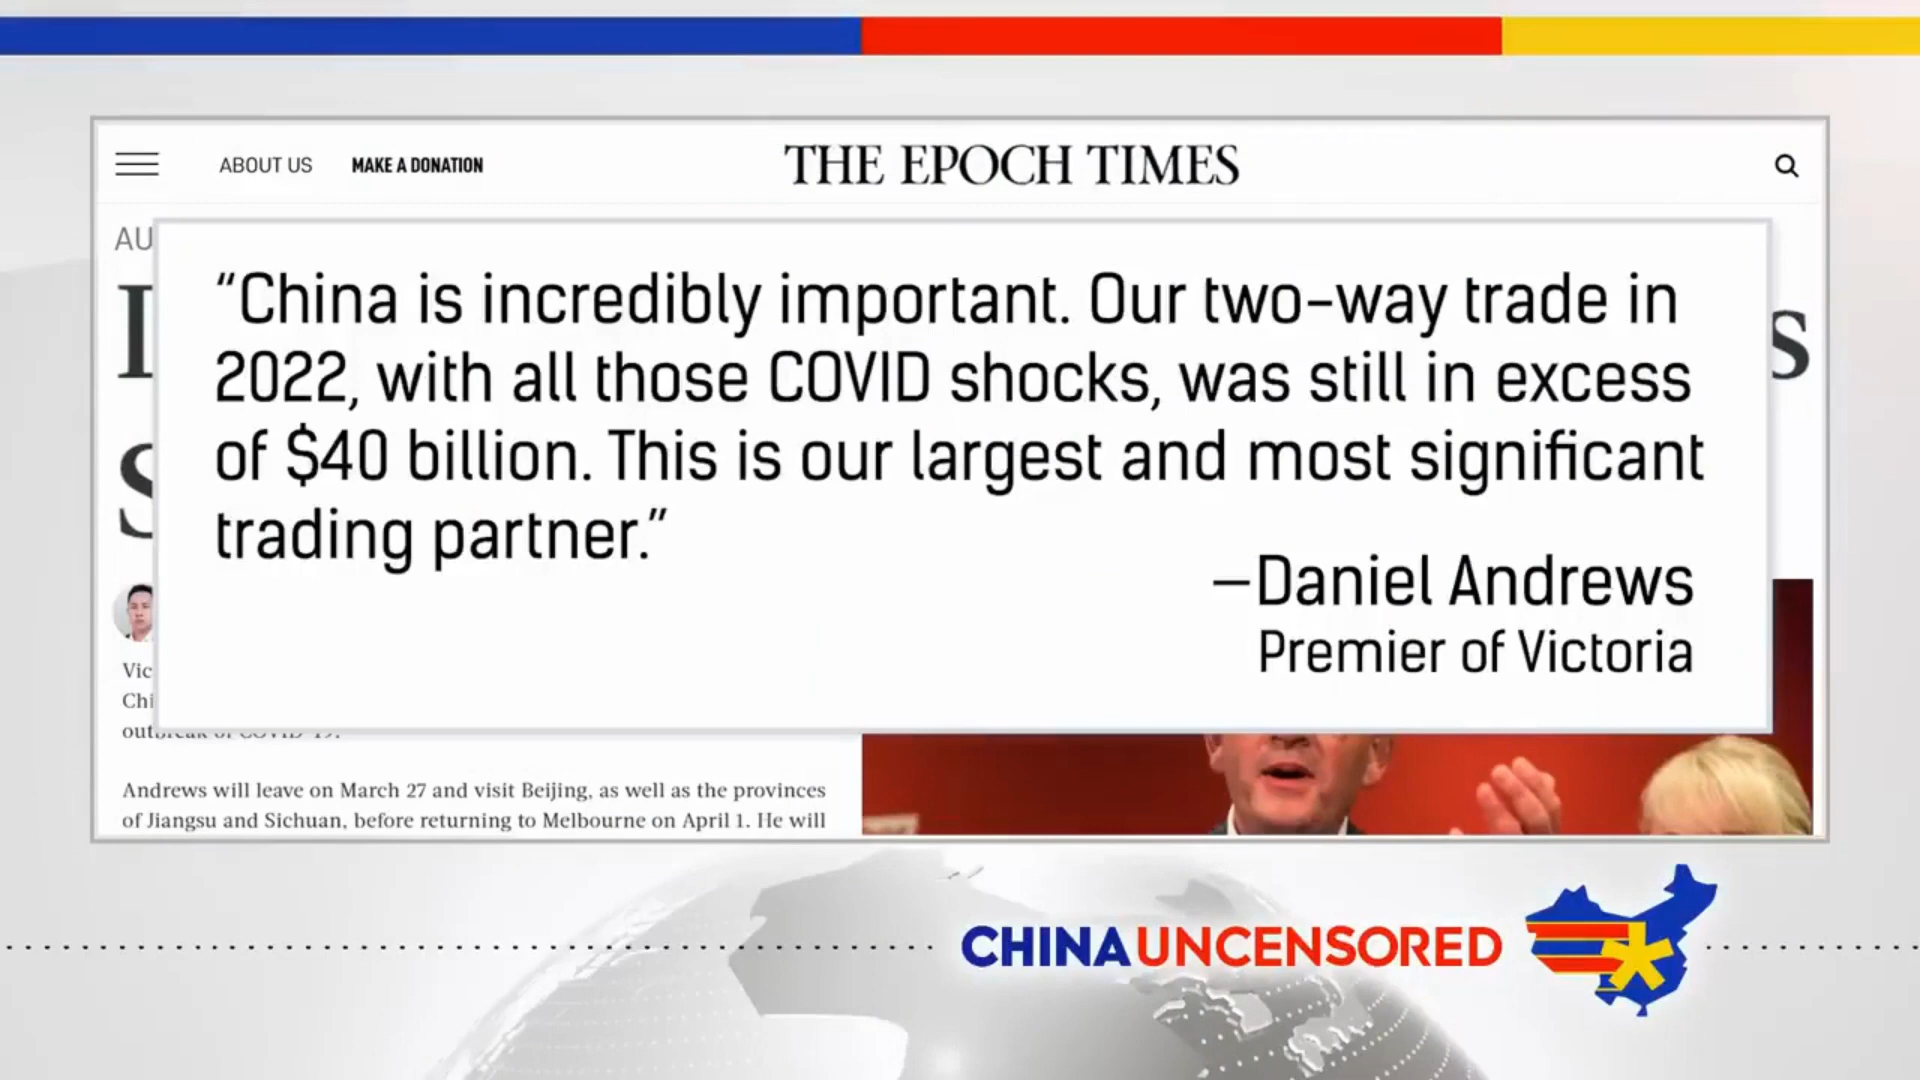 ABOUT US
MAKE A DONATION
THE EPOCH TIMES
AU
“China is incredibly important. Our two-way trade in
2022, with all those COVID shocks, was still in excess
of $40 billion. This is our largest and most significant
trading partner.”
—Daniel Andrews
Premier of Victoria
Andrews will leave on March 27 and visit Beijing, as well as the provinces
of Jiangsu and Sichuan, before returning to Melbourne on April 1. He will
CHINA UNCENSORED